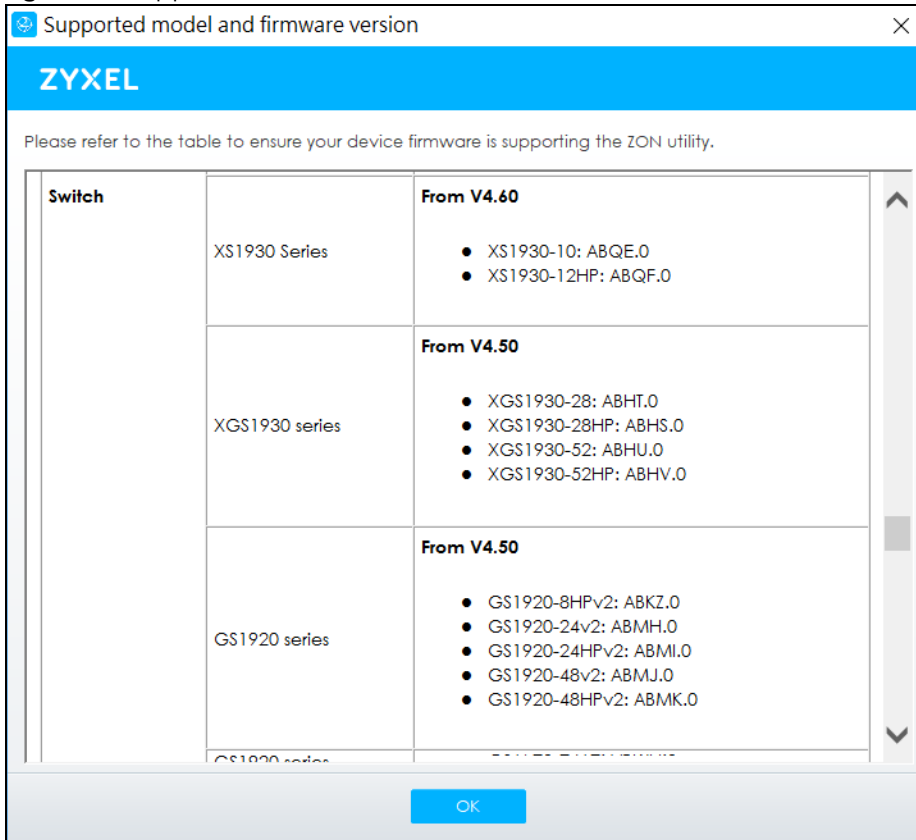 Supported model and firmware version
ZYXEL
Please refer to the table to ensure your device firmware is supporting the ZON utility.
Switch
XS1930 Series
From V4.60
● XS1930-10: ABQE.0
● XS1930-12HP: ABQF.0
XGS1930 series
From V4.50
● XGS1930-28: ABHT.0
● XGS1930-28HP: ABHS.0
● XGS1930-52: ABHU.0
● XGS1930-52HP: ABHV.0
GS1920 series
From V4.50
● GS1920-8HPv2: ABKZ.0
● GS1920-24v2: ABMH.0
● GS1920-24HPv2: ABMI.0
● GS1920-48v2: ABMJ.0
● GS1920-48HPv2: ABMK.0
GS1920 series
OK